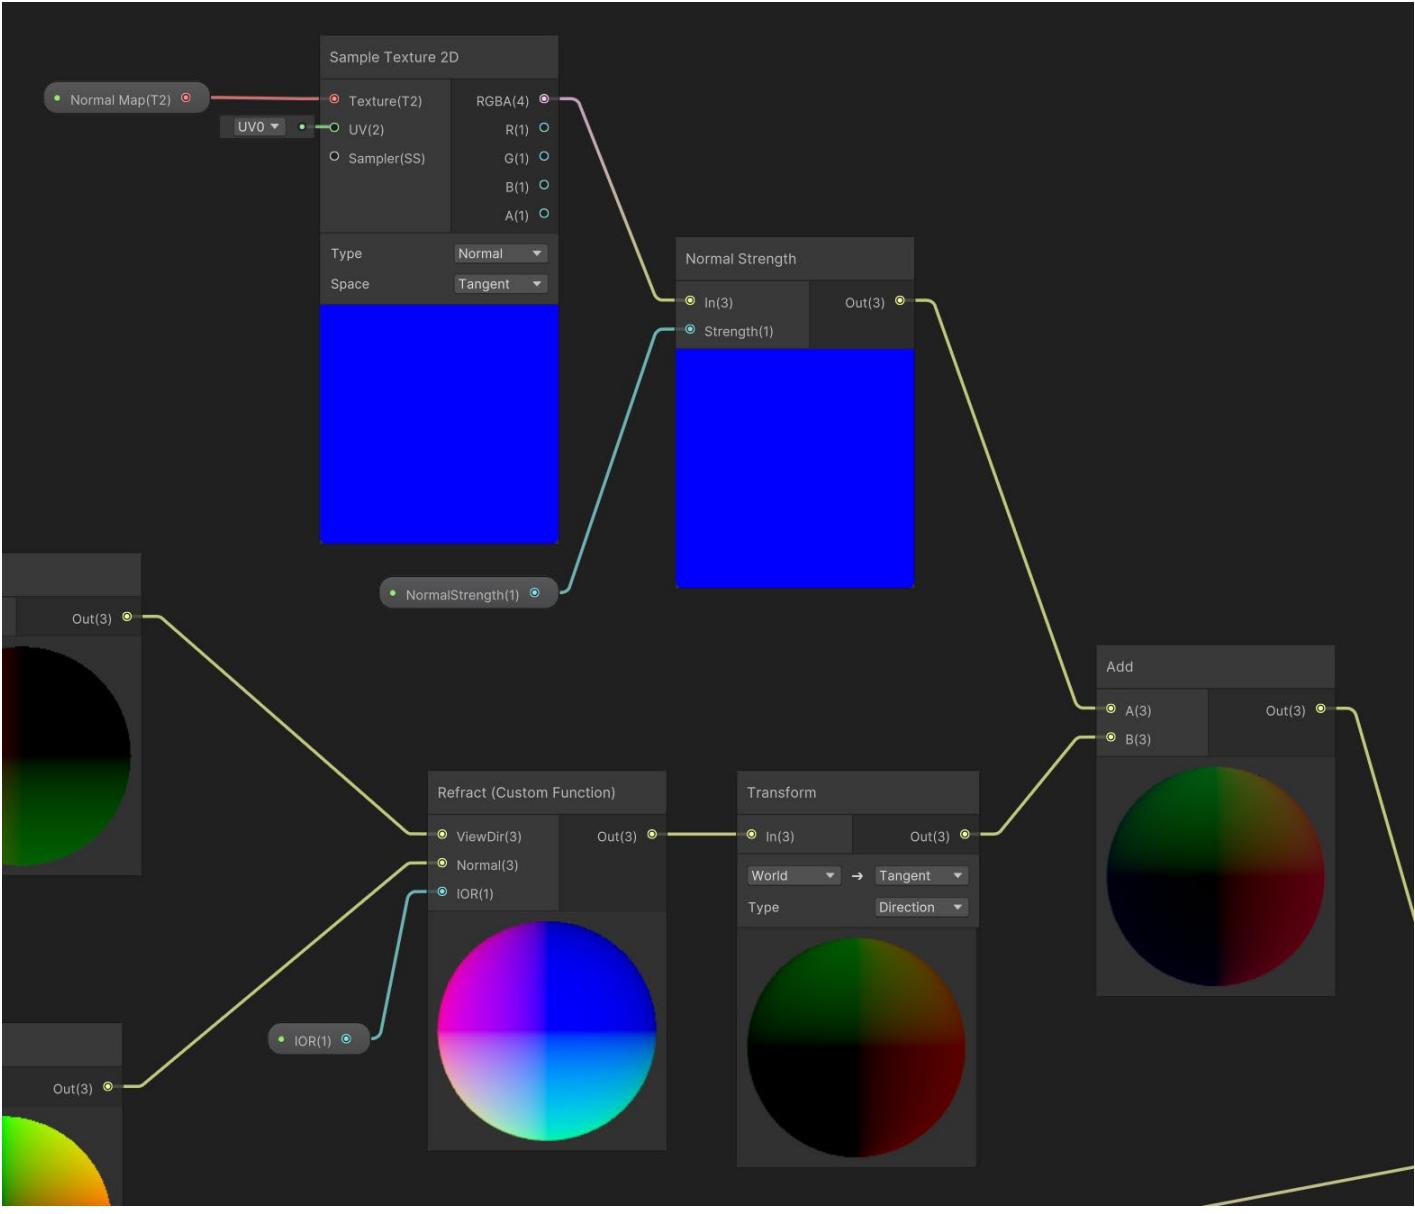 Sample Texture 2D
Normal Map(T2)
Texture(T2)
RGBA(4)
UV0
UV(2)
R(1)
Sampler(SS)
G(1)
B(1)
A(1)
Type
Normal
Space
Tangent
Normal Strength
In(3)
Out(3)
Strength(1)
NormalStrength(1)
Out(3)
Add
A(3)
Out(3)
B(3)
Refract (Custom Function)
ViewDir(3)
Out(3)
Normal(3)
IOR(1)
Transform
In(3)
Out(3)
World
Tangent
Type
Direction
IOR(1)
Out(3)